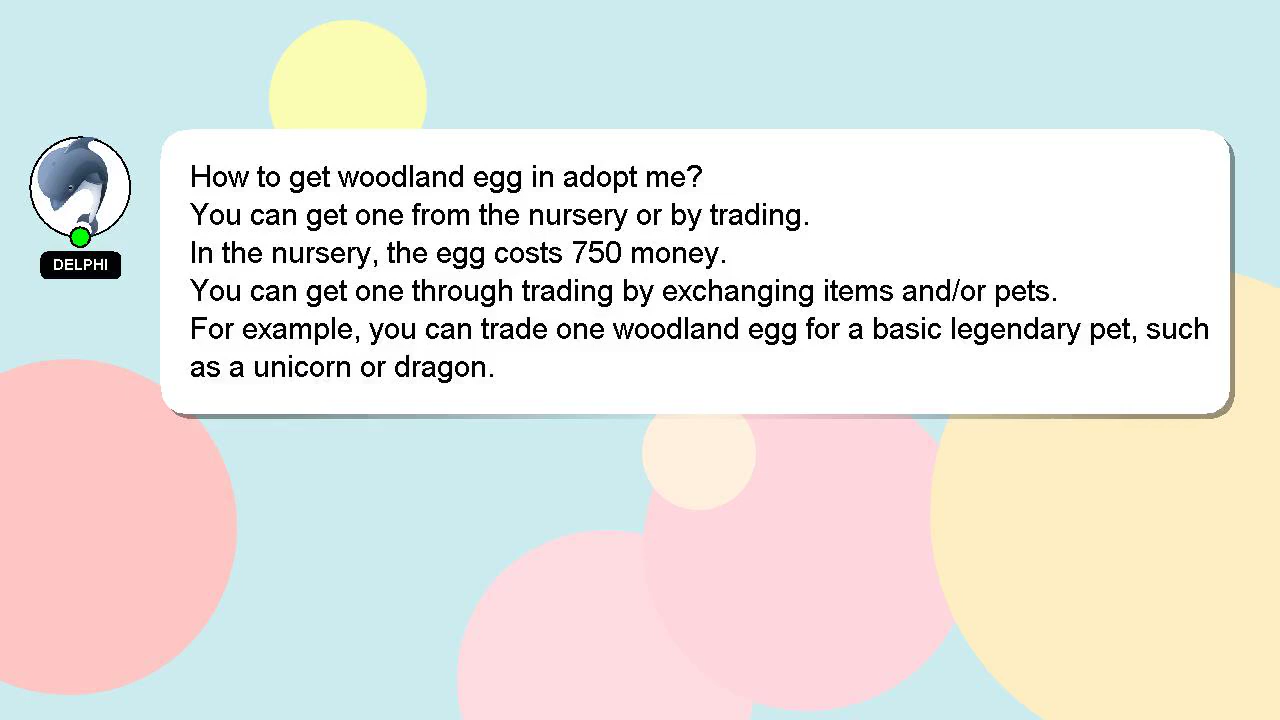 How to get woodland egg in adopt me?
You can get one from the nursery or by trading.
In the nursery, the egg costs 750 money.
You can get one through trading by exchanging items and/or pets.
For example, you can trade one woodland egg for a basic legendary pet, such
as a unicorn or dragon.
DELPHI